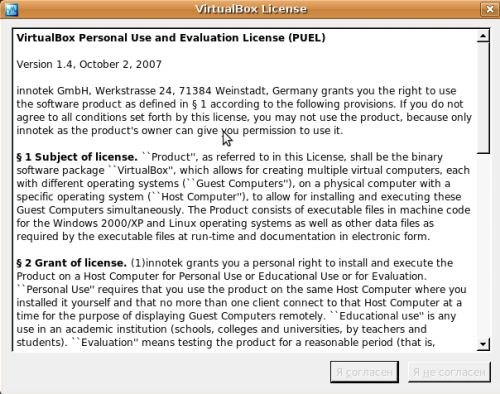 VirtualBox License
VirtualBox Personal Use and Evaluation License (PUEL)
Version 1.4, October 2, 2007
innotek GmbH, Werkstrasse 24, 71384 Weinstadt, Germany grants you the right to use
the software product as defined in § 1 according to the following provisions. If you do not
agree to all conditions set forth by this license, you may not use the product, because only
innotek as the product's owner can give you permission to use it.
§ 1 Subject of license. ``Product'', as referred to in this License, shall be the binary
software package ``VirtualBox'', which allows for creating multiple virtual computers, each
with different operating systems (``Guest Computers''), on a physical computer with a
specific operating system (``Host Computer''), to allow for installing and executing these
Guest Computers simultaneously. The Product consists of executable files in machine code
for the Windows 2000/XP and Linux operating systems as well as other data files as
required by the executable files at run-time and documentation in electronic form.
§ 2 Grant of license. (1)innotek grants you a personal right to install and execute the
Product on a Host Computer for Personal Use or Educational Use or for Evaluation.
``Personal Use'' requires that you use the product on the same Host Computer where you
installed it yourself and that no more than one client connect to that Host Computer at a
time for the purpose of displaying Guest Computers remotely. ``Educational use'' is any
use in an academic institution (schools, colleges and universities, by teachers and
students). ``Evaluation'' means testing the product for a reasonable period (that is,
Я согласен
Я не согласен